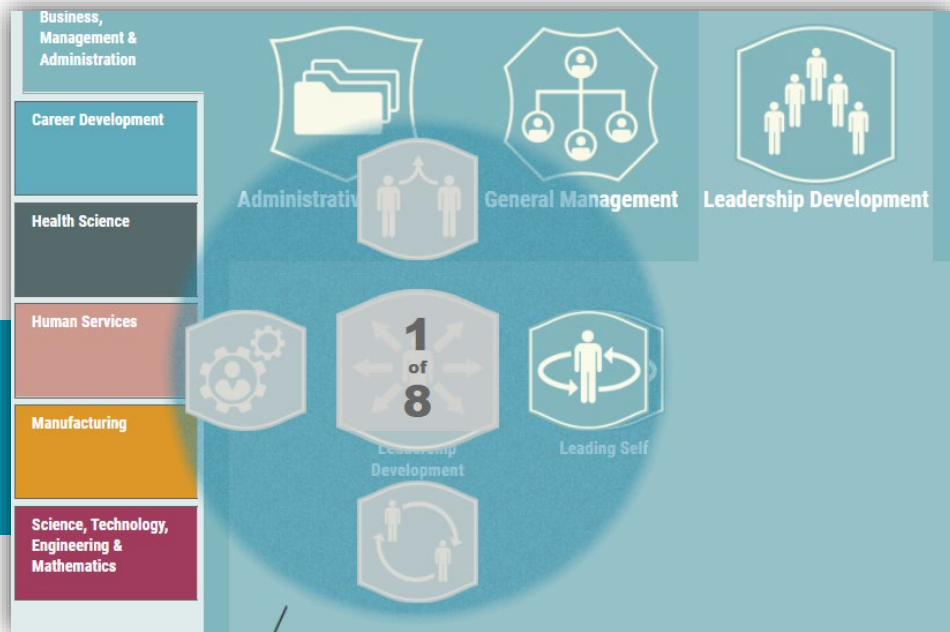 Business,
Management &
Administration
Career Development
Health Science
Human Services
Manufacturing
Science, Technology,
Engineering &
Mathematics
Administrativ
General Management
Leadership Development
1
of
8
Leadership
Development
Leading Self